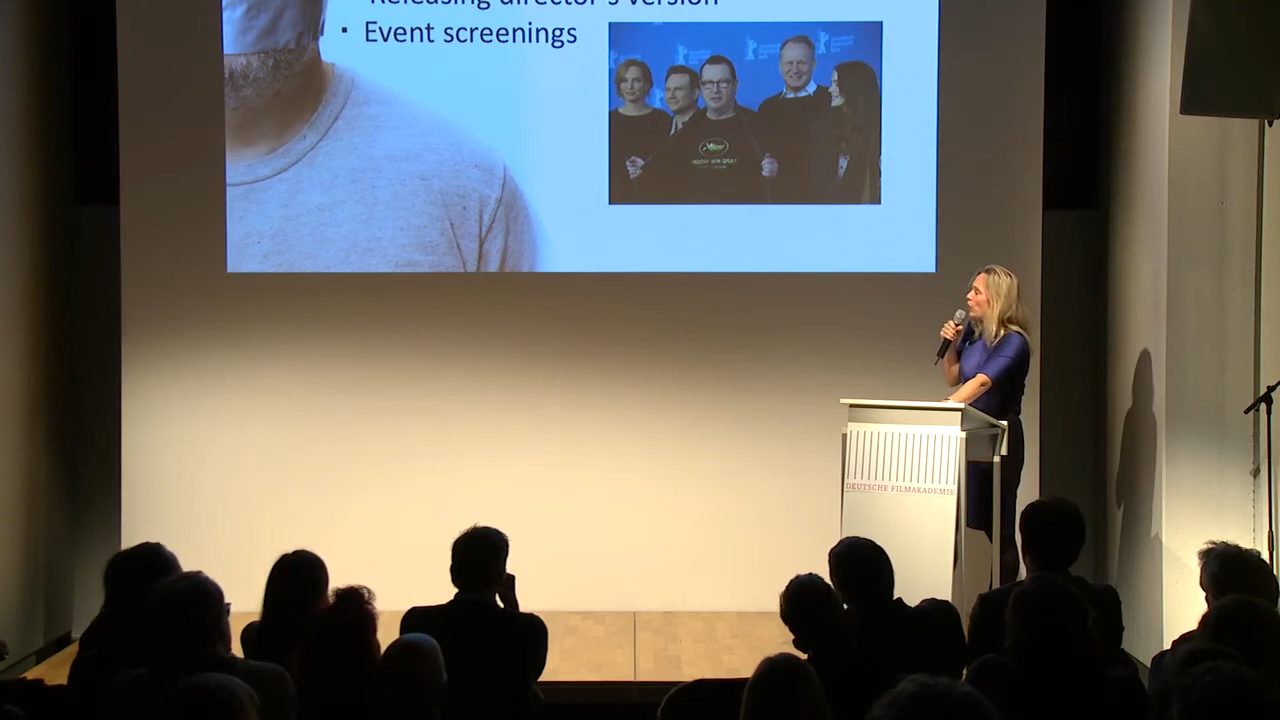 Releasing director's version
▪ Event screenings
DEUTSCHE FILMAKADEMIE